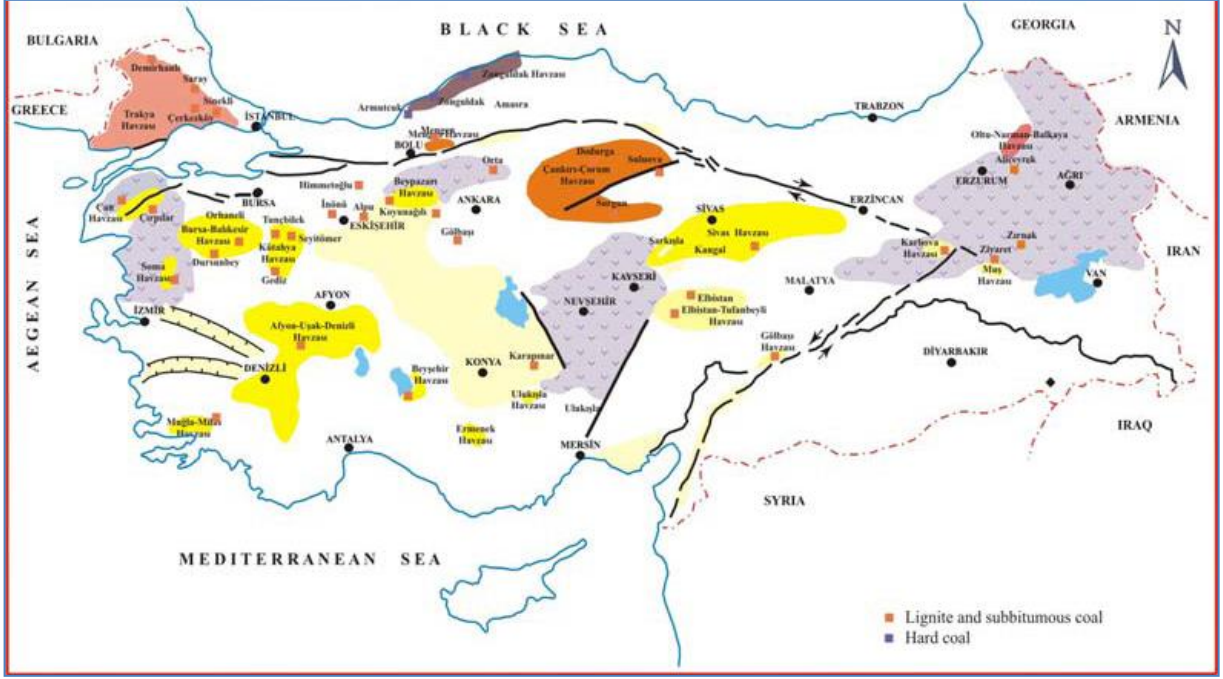 BLACK SEA
GEORGIA
N
BULGARIA
Demirhanlı
Saray
Sinekli
GREECE
Trakya
Havzası
Çerkesköy
İSTANBUL
Zonguldak Havzası
Armutcuk
Zonguldak
Amasra
TRABZON
ARMENIA
Mengen
Mengen Havzası
BOLU
Oltu-Narman-Balkaya
Havzası
Aliçeyrek
ERZURUM
AĞRI
Orta
Dodurga
Suluova
Çankırı-Çorum
Havzası
Sorgun
Himmetoğlu
Beypazarı
Havzası
ANKARA
Çan
Havzası
BURSA
Çırpılar
İnönü
Alpu
Koyunağılı
ESKİŞEHİR
Gölbaşı
SİVAS
Sivas Havzası
Şarkışla
Kangal
ERZİNCAN
Orhaneli
Bursa-Balıkesir
Havzası
Dursunbey
Tunçbilek
Seyitömer
Kütahya
Havzası
Gediz
Karlıova
Havzası
Zırnak
Ziyaret
Muş
Havzası
VAN
IRAN
AEGEAN SEA
Soma
Havzası
İZMİR
AFYON
KAYSERİ
NEVŞEHİR
MALATYA
Elbistan
Elbistan-Tufanbeyli
Havzası
Afyon-Uşak-Denizli
Havzası
DENİZLİ
Gölbaşı
Havzası
DİYARBAKIR
KONYA
Karapınar
Beyşehir
Havzası
Ulukışla
Havzası
Ulukışla
Havzası
Ermenek
Havzası
ANTALYA
MERSİN
IRAQ
SYRIA
MEDITERRANEAN SEA
Lignite and subbitumous coal
Hard coal